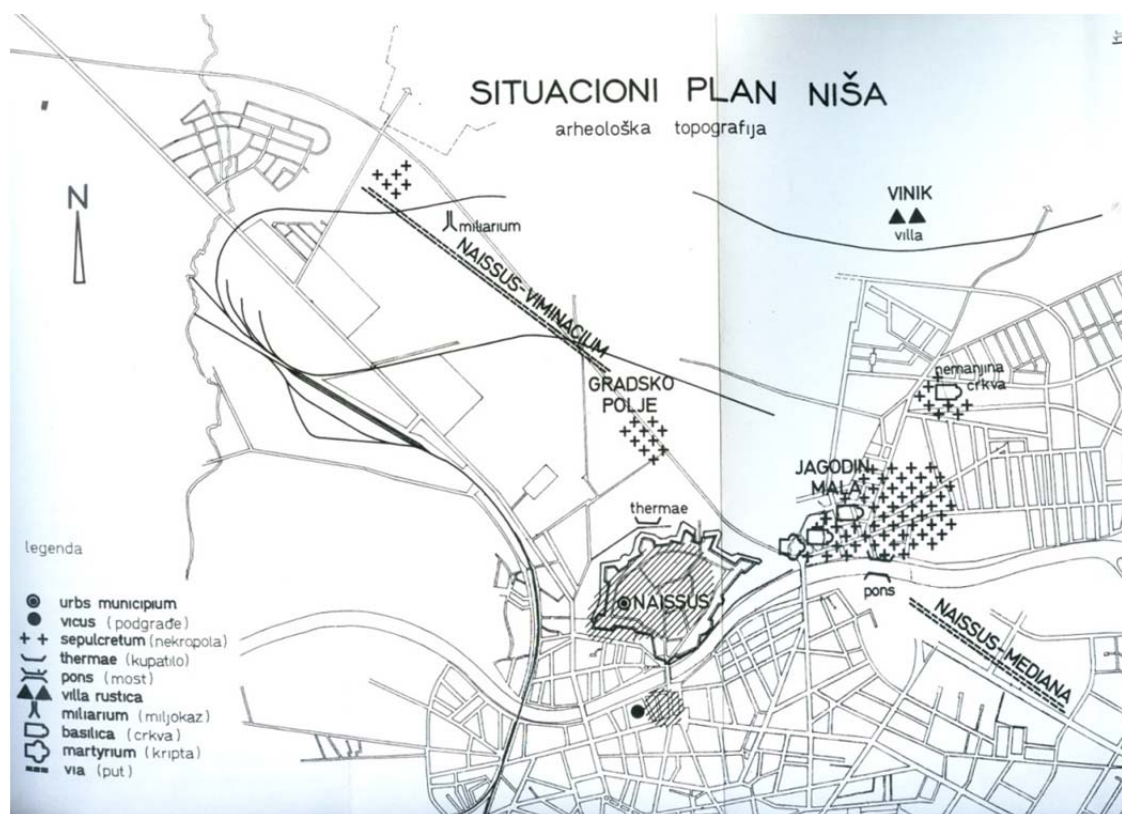 SITUACIONI PLAN NIŠA
arheološka topografija
N
VINIK
villa
miliarium
NAISSUS-VIMINACIUM
nemanjina
crkva
GRADSKO
POLJE
JAGODIN
MALA
thermae
NAISSUS
pons
NAISSUS-MEDIANA
legenda
urbs municipium
vicus (podgrađe)
sepulcretum (nekropola)
thermae (kupatilo)
pons (most)
villa rustica
miliarium (miljokaz)
basilica (crkva)
martyrium (kripta)
via (put)